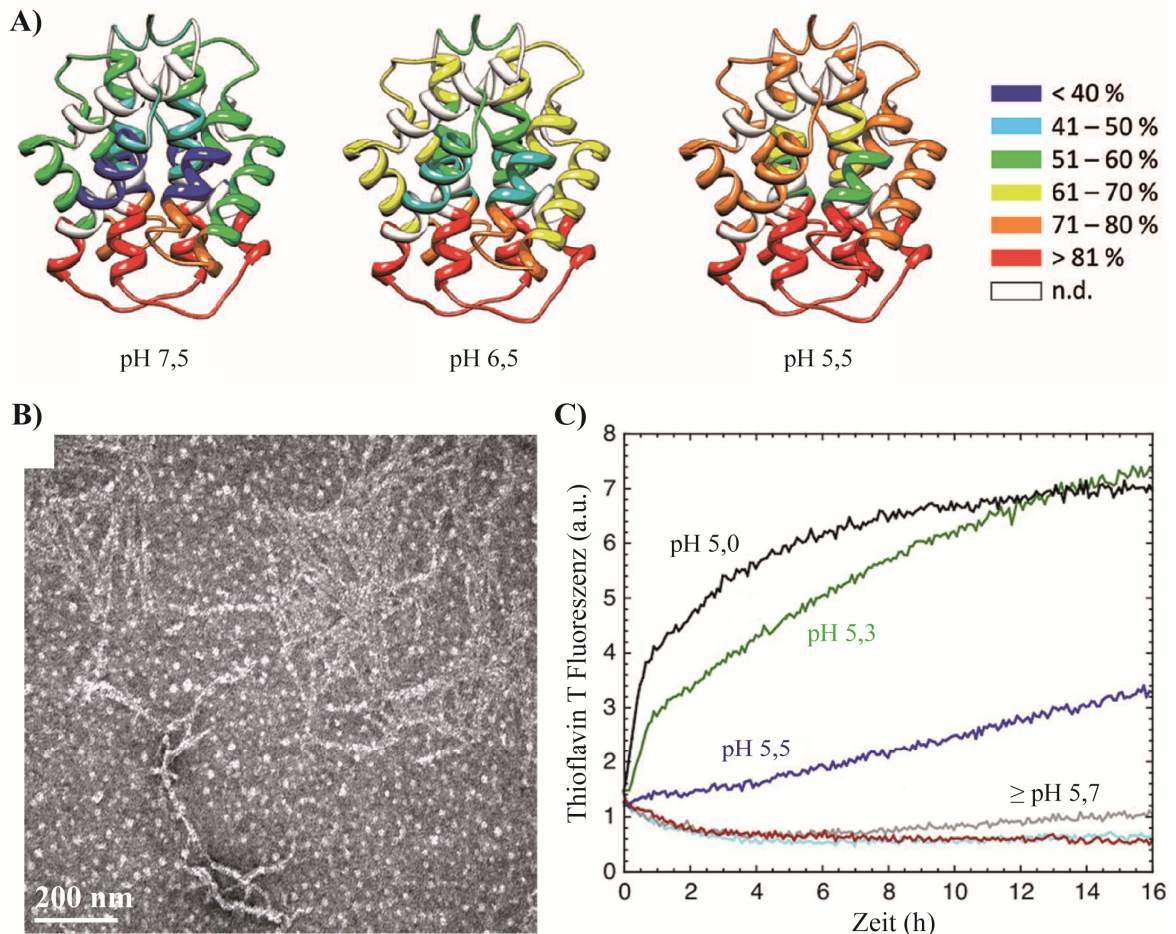 A)
< 40 %
41 – 50 %
51 – 60 %
61 – 70 %
71 – 80 %
> 81 %
n.d.
pH 7,5
pH 6,5
pH 5,5
B)
200 nm
C)
8
7
6
5
4
3
2
1
0
Thioflavin T Fluoreszenz (a.u.)
pH 5,0
pH 5,3
pH 5,5
≥ pH 5,7
0 2 4 6 8 10 12 14 16
Zeit (h)